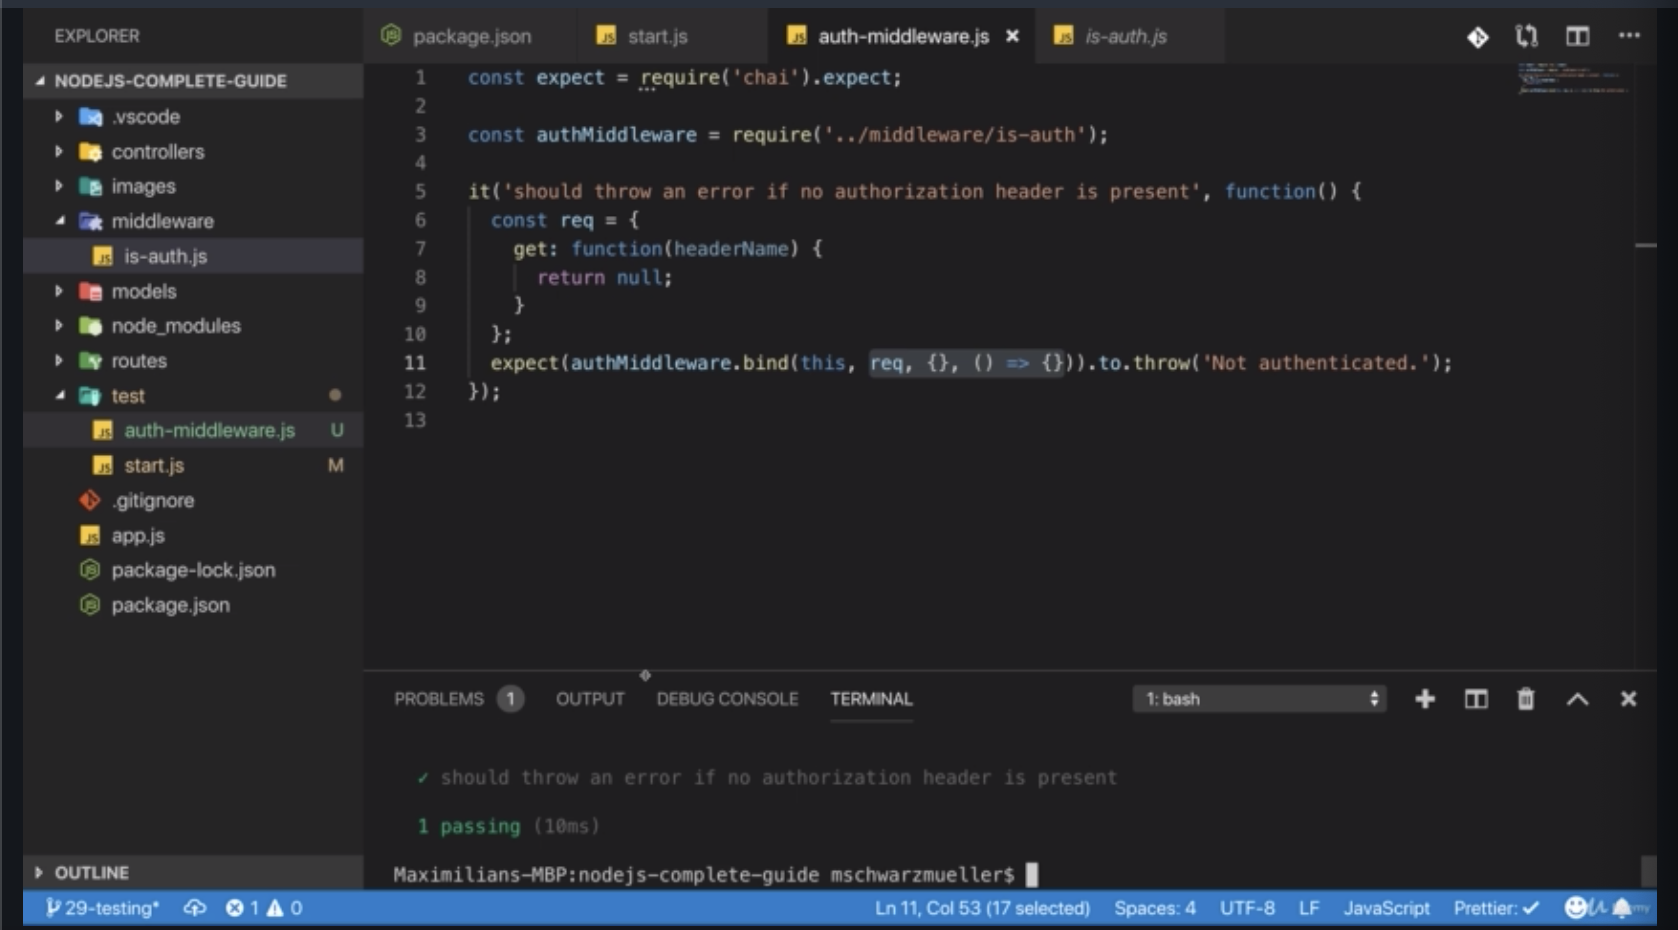 EXPLORER
NODEJS-COMPLETE-GUIDE
.vscode
controllers
images
middleware
is-auth.js
models
node_modules
routes
test
auth-middleware.js U
start.js M
.gitignore
app.js
package-lock.json
package.json
OUTLINE
package.json start.js auth-middleware.js × is-auth.js
1 const expect = require('chai').expect;
2
3 const authMiddleware = require('../middleware/is-auth');
4
5 it('should throw an error if no authorization header is present', function() {
6 const req = {
7 get: function(headerName) {
8 return null;
9 }
10 };
11 expect(authMiddleware.bind(this, req, {}, () => {})).to.throw('Not authenticated.');
12 });
13
PROBLEMS 1 OUTPUT DEBUG CONSOLE TERMINAL 1: bash
✓ should throw an error if no authorization header is present
1 passing (10ms)
Maximilians-MBP:nodejs-complete-guide mschwarzmueller$
29-testing* 1 0 Ln 11, Col 53 (17 selected) Spaces: 4 UTF-8 LF JavaScript Prettier: ✓